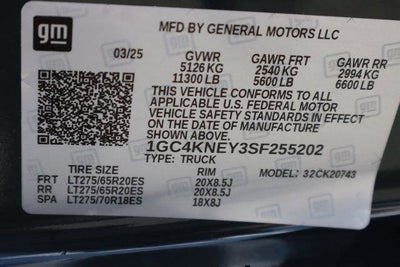 gm
MFD BY GENERAL MOTORS LLC
03/25 GVWR GAWR FRT GAWR RR
5126 KG 2540 KG 2994 KG
11300 LB 5600 LB 6600 LB
THIS VEHICLE CONFORMS TO ALL
APPLICABLE U.S. FEDERAL MOTOR
VEHICLE SAFETY STANDARDS IN EFFECT
ON THE DATE OF MANUFACTURE
SHOWN ABOVE.
1GC4KNEY3SF255202
TYPE: TRUCK
TIRE SIZE RIM MODEL: 32CK20743
FRT LT275/65R20ES 20X8.5J
RR LT275/65R20ES 20X8.5J
SPA LT275/70R18ES 18X8J